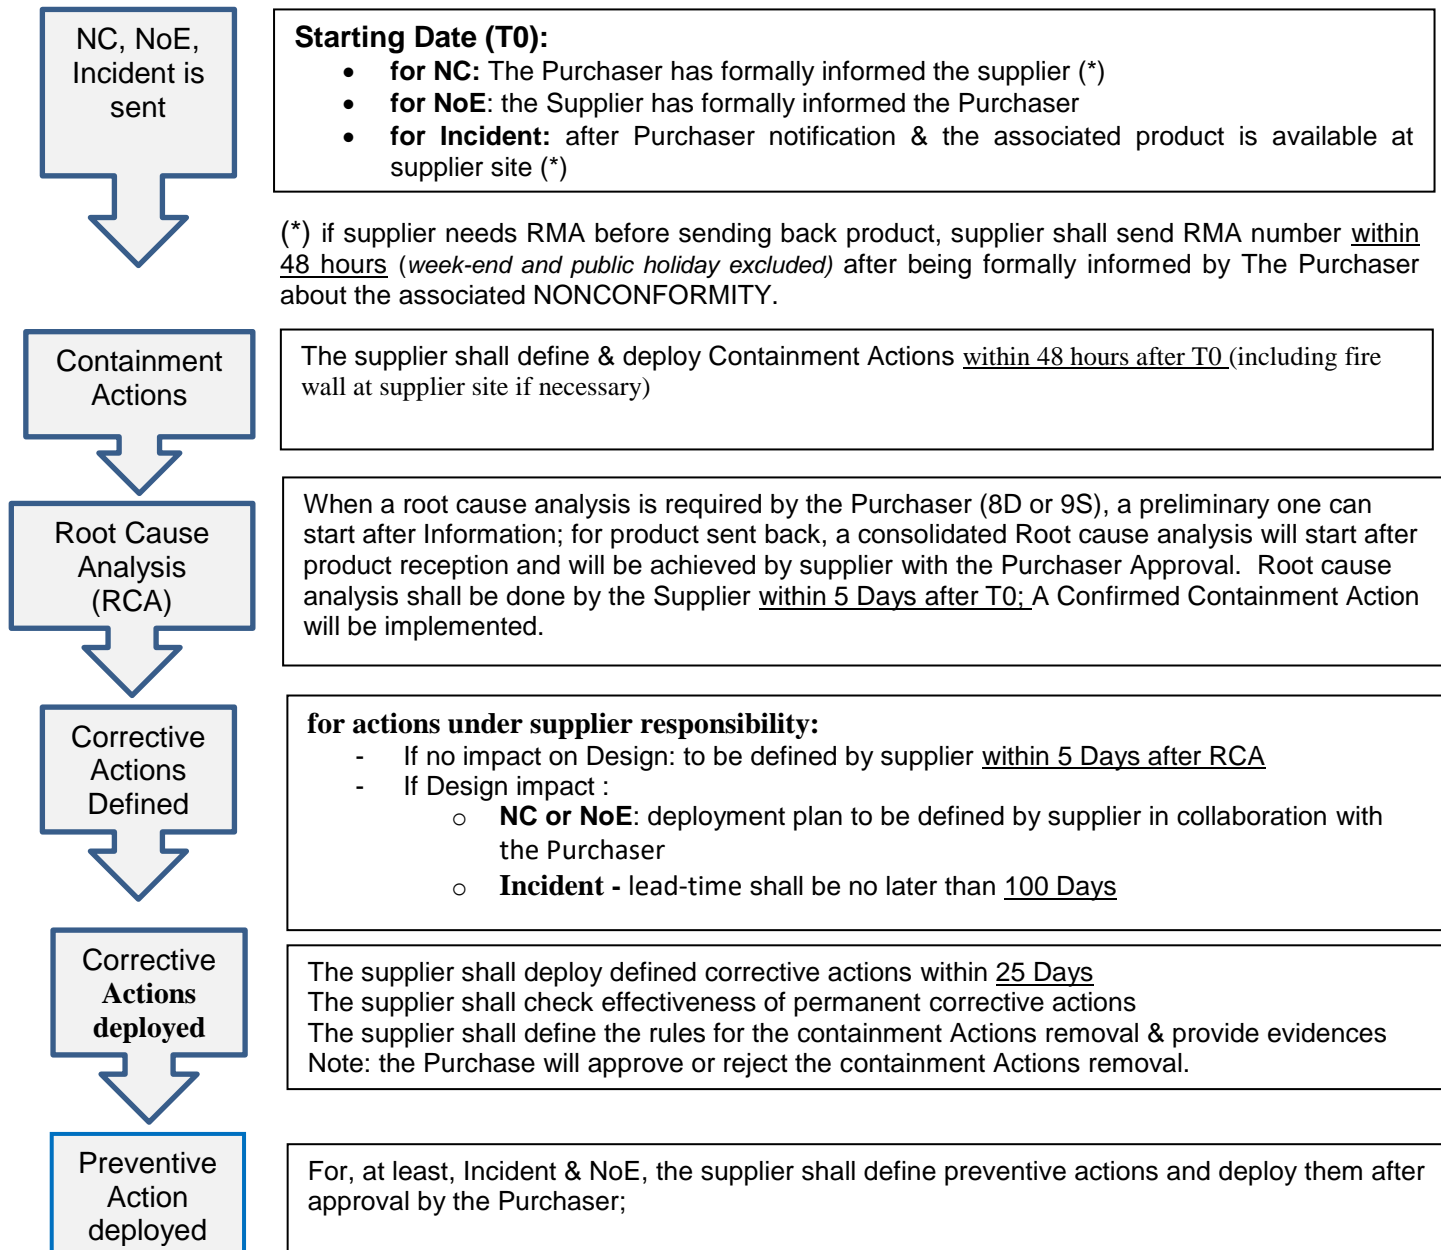 NC, NoE,
Incident is
sent
Starting Date (T0):
• for NC: The Purchaser has formally informed the supplier (*)
• for NoE: the Supplier has formally informed the Purchaser
• for Incident: after Purchaser notification & the associated product is available at
supplier site (*)
(*) if supplier needs RMA before sending back product, supplier shall send RMA number within
48 hours (week-end and public holiday excluded) after being formally informed by The Purchaser
about the associated NONCONFORMITY.
Containment
Actions
The supplier shall define & deploy Containment Actions within 48 hours after T0 (including fire
wall at supplier site if necessary)
Root Cause
Analysis
(RCA)
When a root cause analysis is required by the Purchaser (8D or 9S), a preliminary one can
start after Information; for product sent back, a consolidated Root cause analysis will start after
product reception and will be achieved by supplier with the Purchaser Approval. Root cause
analysis shall be done by the Supplier within 5 Days after T0; A Confirmed Containment Action
will be implemented.
Corrective
Actions
Defined
for actions under supplier responsibility:
- If no impact on Design: to be defined by supplier within 5 Days after RCA
- If Design impact :
o NC or NoE: deployment plan to be defined by supplier in collaboration with
the Purchaser
o Incident - lead-time shall be no later than 100 Days
Corrective
Actions
deployed
The supplier shall deploy defined corrective actions within 25 Days
The supplier shall check effectiveness of permanent corrective actions
The supplier shall define the rules for the containment Actions removal & provide evidences
Note: the Purchase will approve or reject the containment Actions removal.
Preventive
Action
deployed
For, at least, Incident & NoE, the supplier shall define preventive actions and deploy them after
approval by the Purchaser;